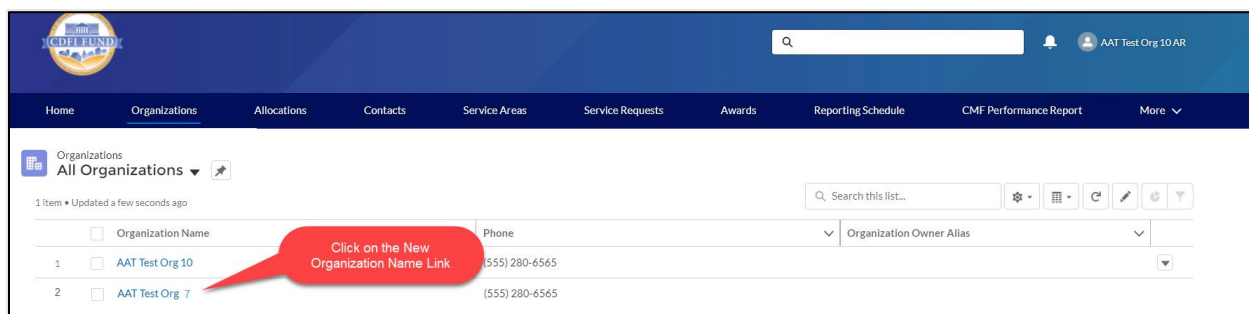 CDFI FUND
AAT Test Org 10 AR
Home Organizations Allocations Contacts Service Areas Service Requests Awards Reporting Schedule CMF Performance Report More
Organizations
All Organizations
1 item • Updated a few seconds ago
Search this list...
Organization Name Phone Organization Owner Alias
1 AAT Test Org 10 (555) 280-6565
2 AAT Test Org 7 (555) 280-6565
Click on the New
Organization Name Link